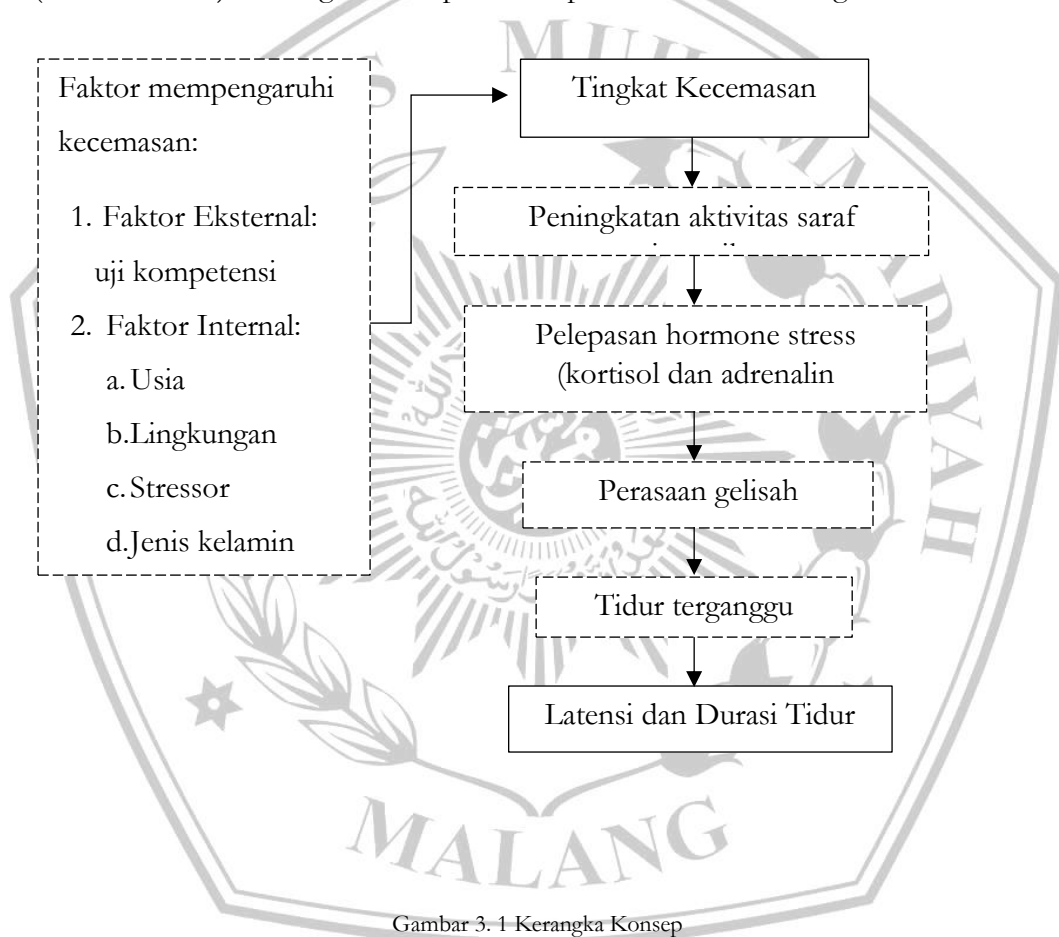 Faktor mempengaruhi
kecemasan:
1. Faktor Eksternal:
uji kompetensi
2. Faktor Internal:
a. Usia
b.Lingkungan
c. Stressor
d.Jenis kelamin
Tingkat Kecemasan
Peningkatan aktivitas saraf
Pelepasan hormone stress
(kortisol dan adrenalin
Perasaan gelisah
Tidur terganggu
Latensi dan Durasi Tidur
MALANG
Gambar 3. 1 Kerangka Konsep